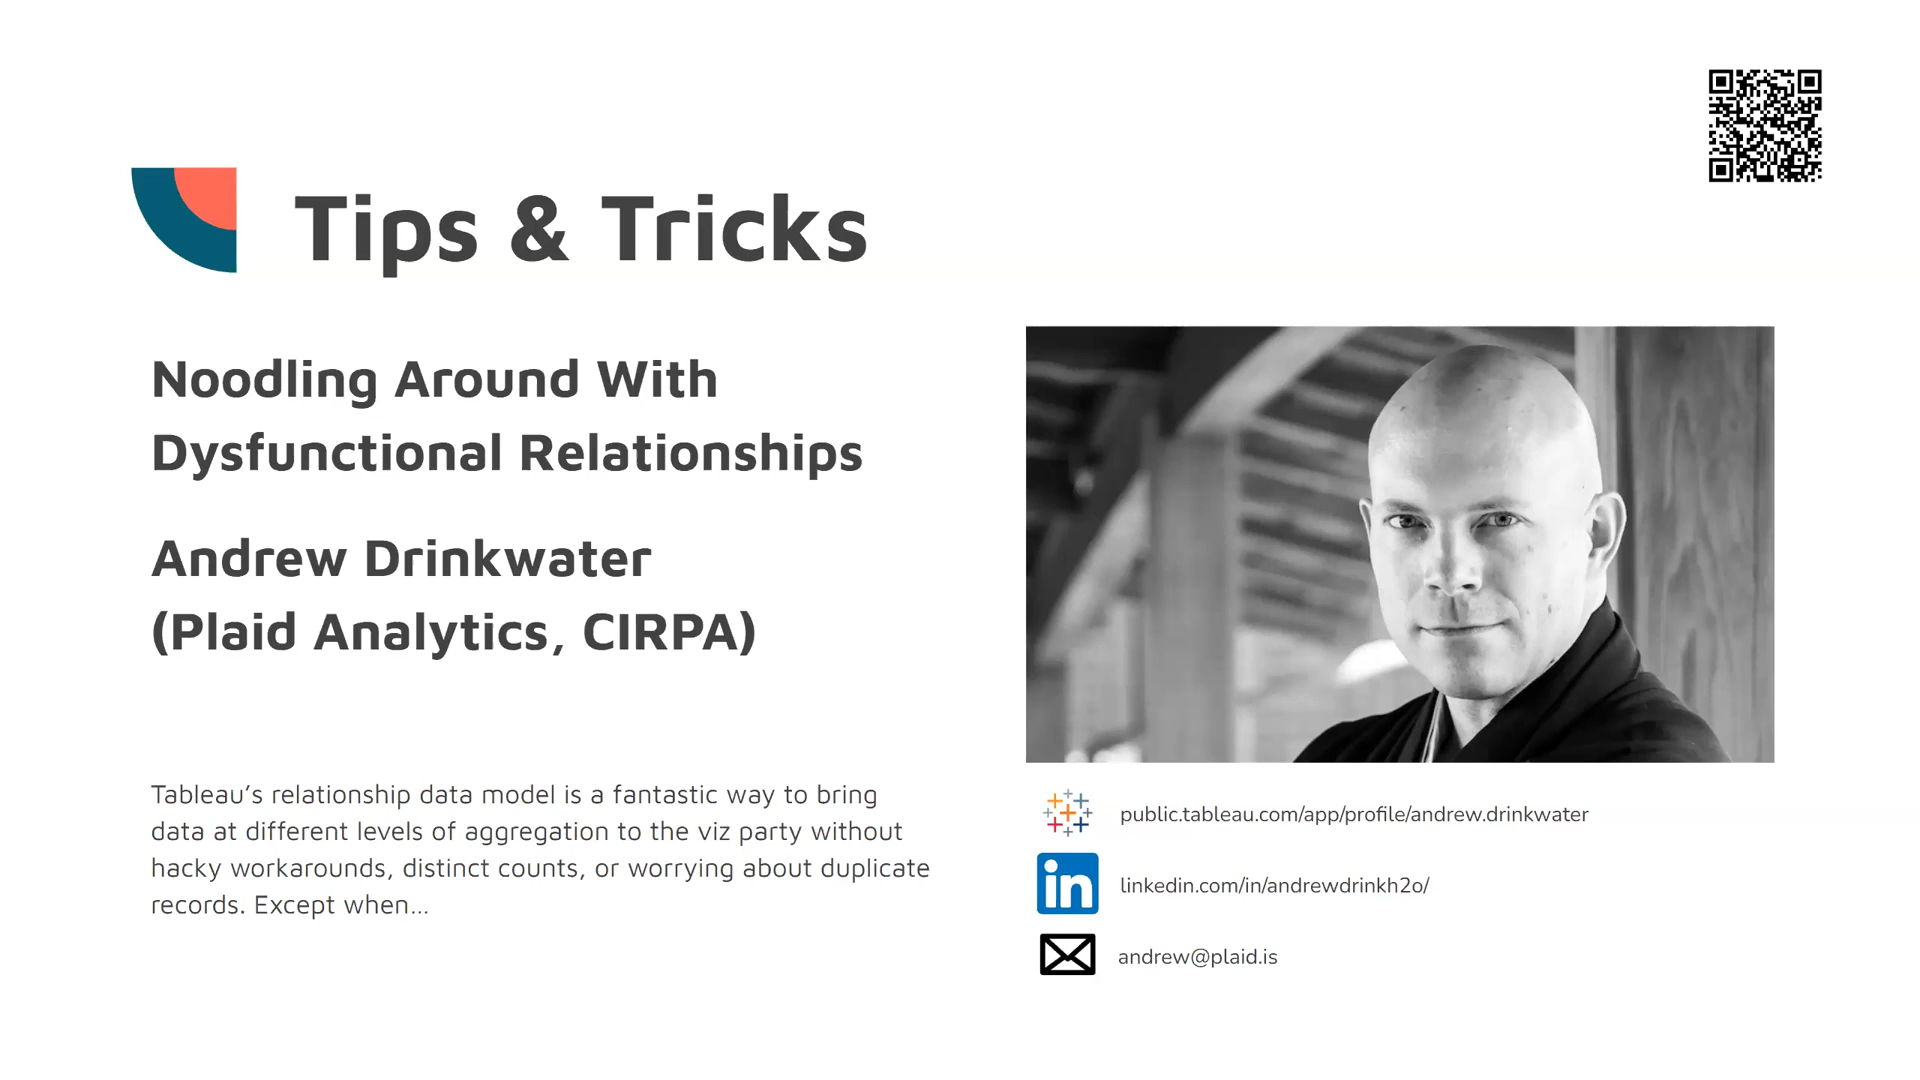 Tips & Tricks
Noodling Around With
Dysfunctional Relationships
Andrew Drinkwater
(Plaid Analytics, CIRPA)
Tableau’s relationship data model is a fantastic way to bring
data at different levels of aggregation to the viz party without
hacky workarounds, distinct counts, or worrying about duplicate
records. Except when...
public.tableau.com/app/profile/andrew.drinkwater
in
linkedin.com/in/andrewdrinkh2o/
andrew@plaid.is